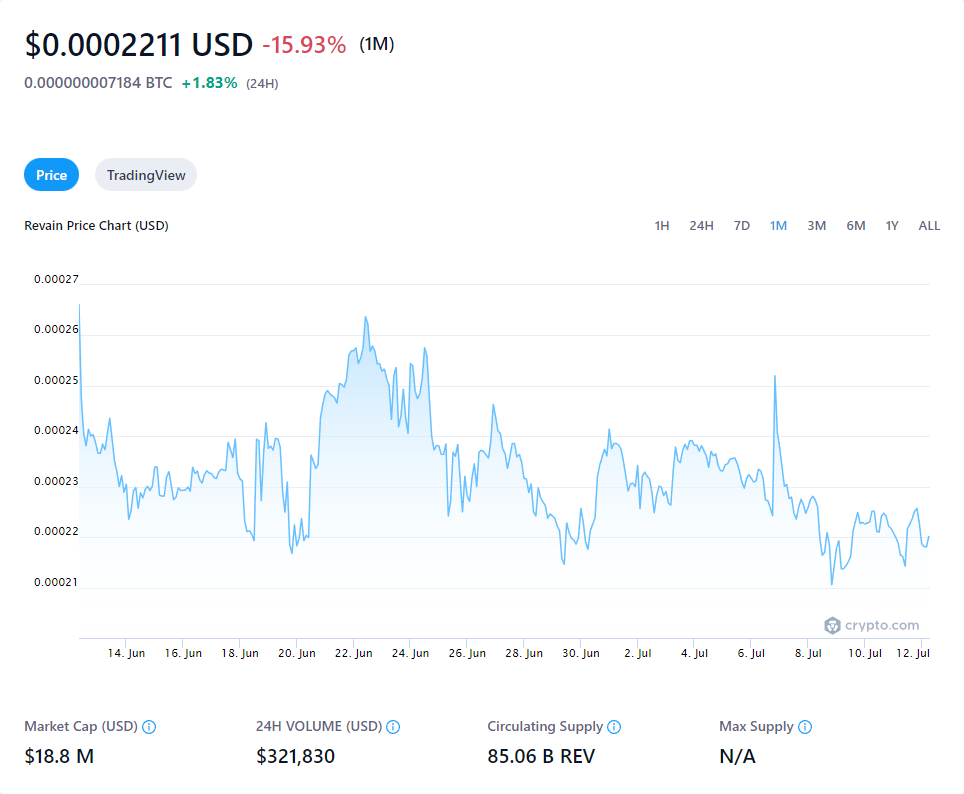 $0.0002211 USD -15.93% (1M)
0.000000007184 BTC +1.83% (24H)
Price TradingView
Revain Price Chart (USD) 1H 24H 7D 1M 3M 6M 1Y ALL
0.00027
0.00026
0.00025
0.00024
0.00023
0.00022
0.00021
crypto.com
14. Jun 16. Jun 18. Jun 20. Jun 22. Jun 24. Jun 26. Jun 28. Jun 30. Jun 2. Jul 4. Jul 6. Jul 8. Jul 10. Jul 12. Jul
Market Cap (USD) 24H VOLUME (USD) Circulating Supply Max Supply
$18.8 M $321,830 85.06 B REV N/A